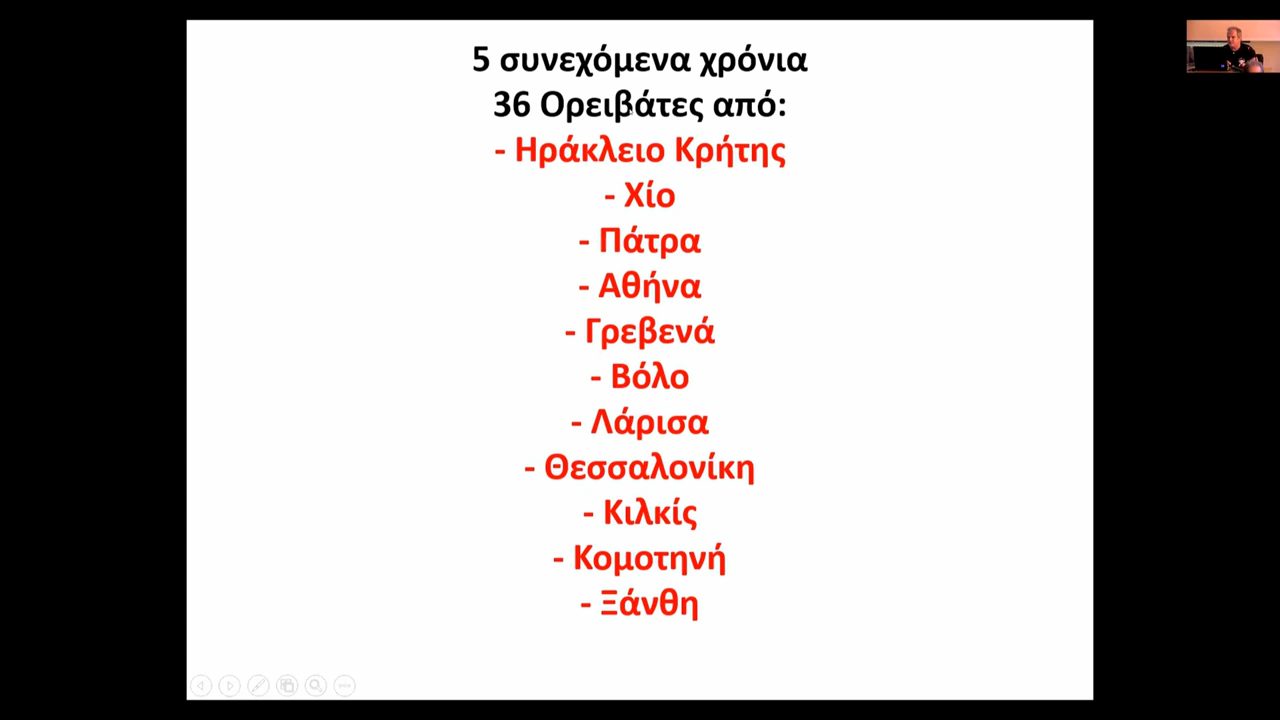 5 συνεχόμενα χρόνια
36 Ορειβάτες από:
- Ηράκλειο Κρήτης
- Χίο
- Πάτρα
- Αθήνα
- Γρεβενά
- Βόλο
- Λάρισα
- Θεσσαλονίκη
- Κιλκίς
- Κομοτηνή
- Ξάνθη